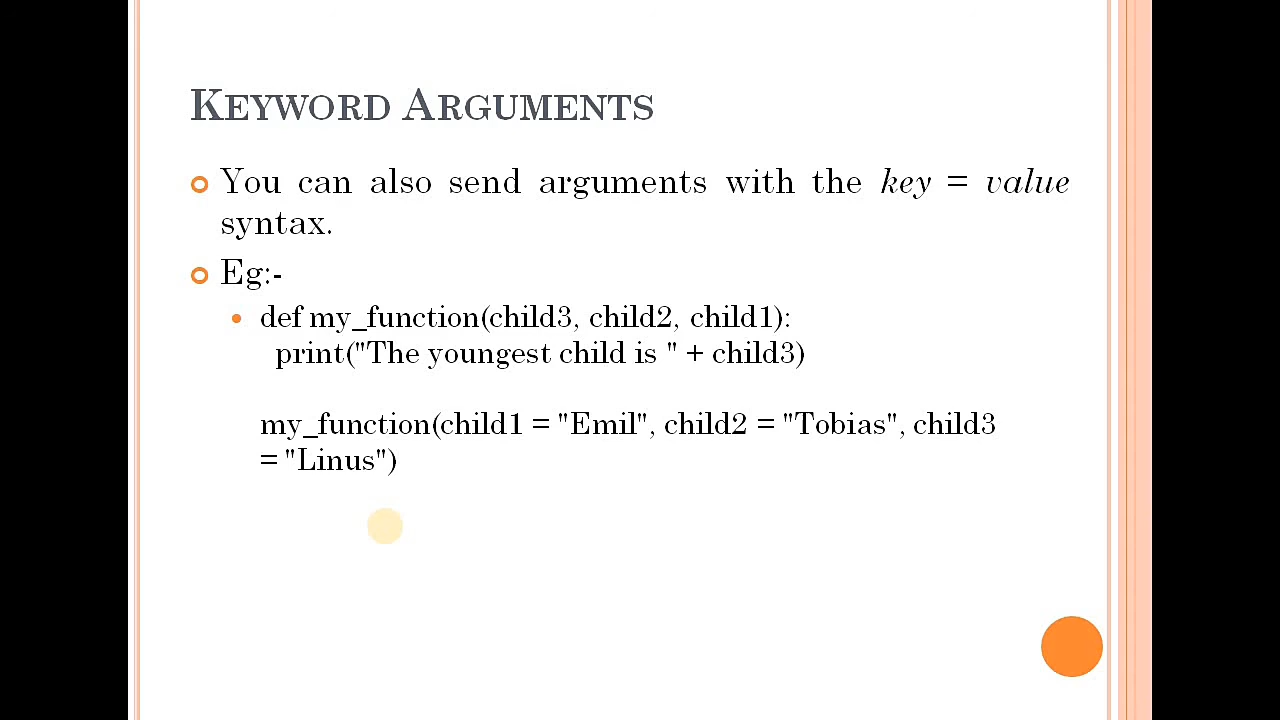 KEYWORD ARGUMENTS
You can also send arguments with the key = value
syntax.
Eg:-
def my_function(child3, child2, child1):
print("The youngest child is " + child3)
my_function(child1 = "Emil", child2 = "Tobias", child3
= "Linus")